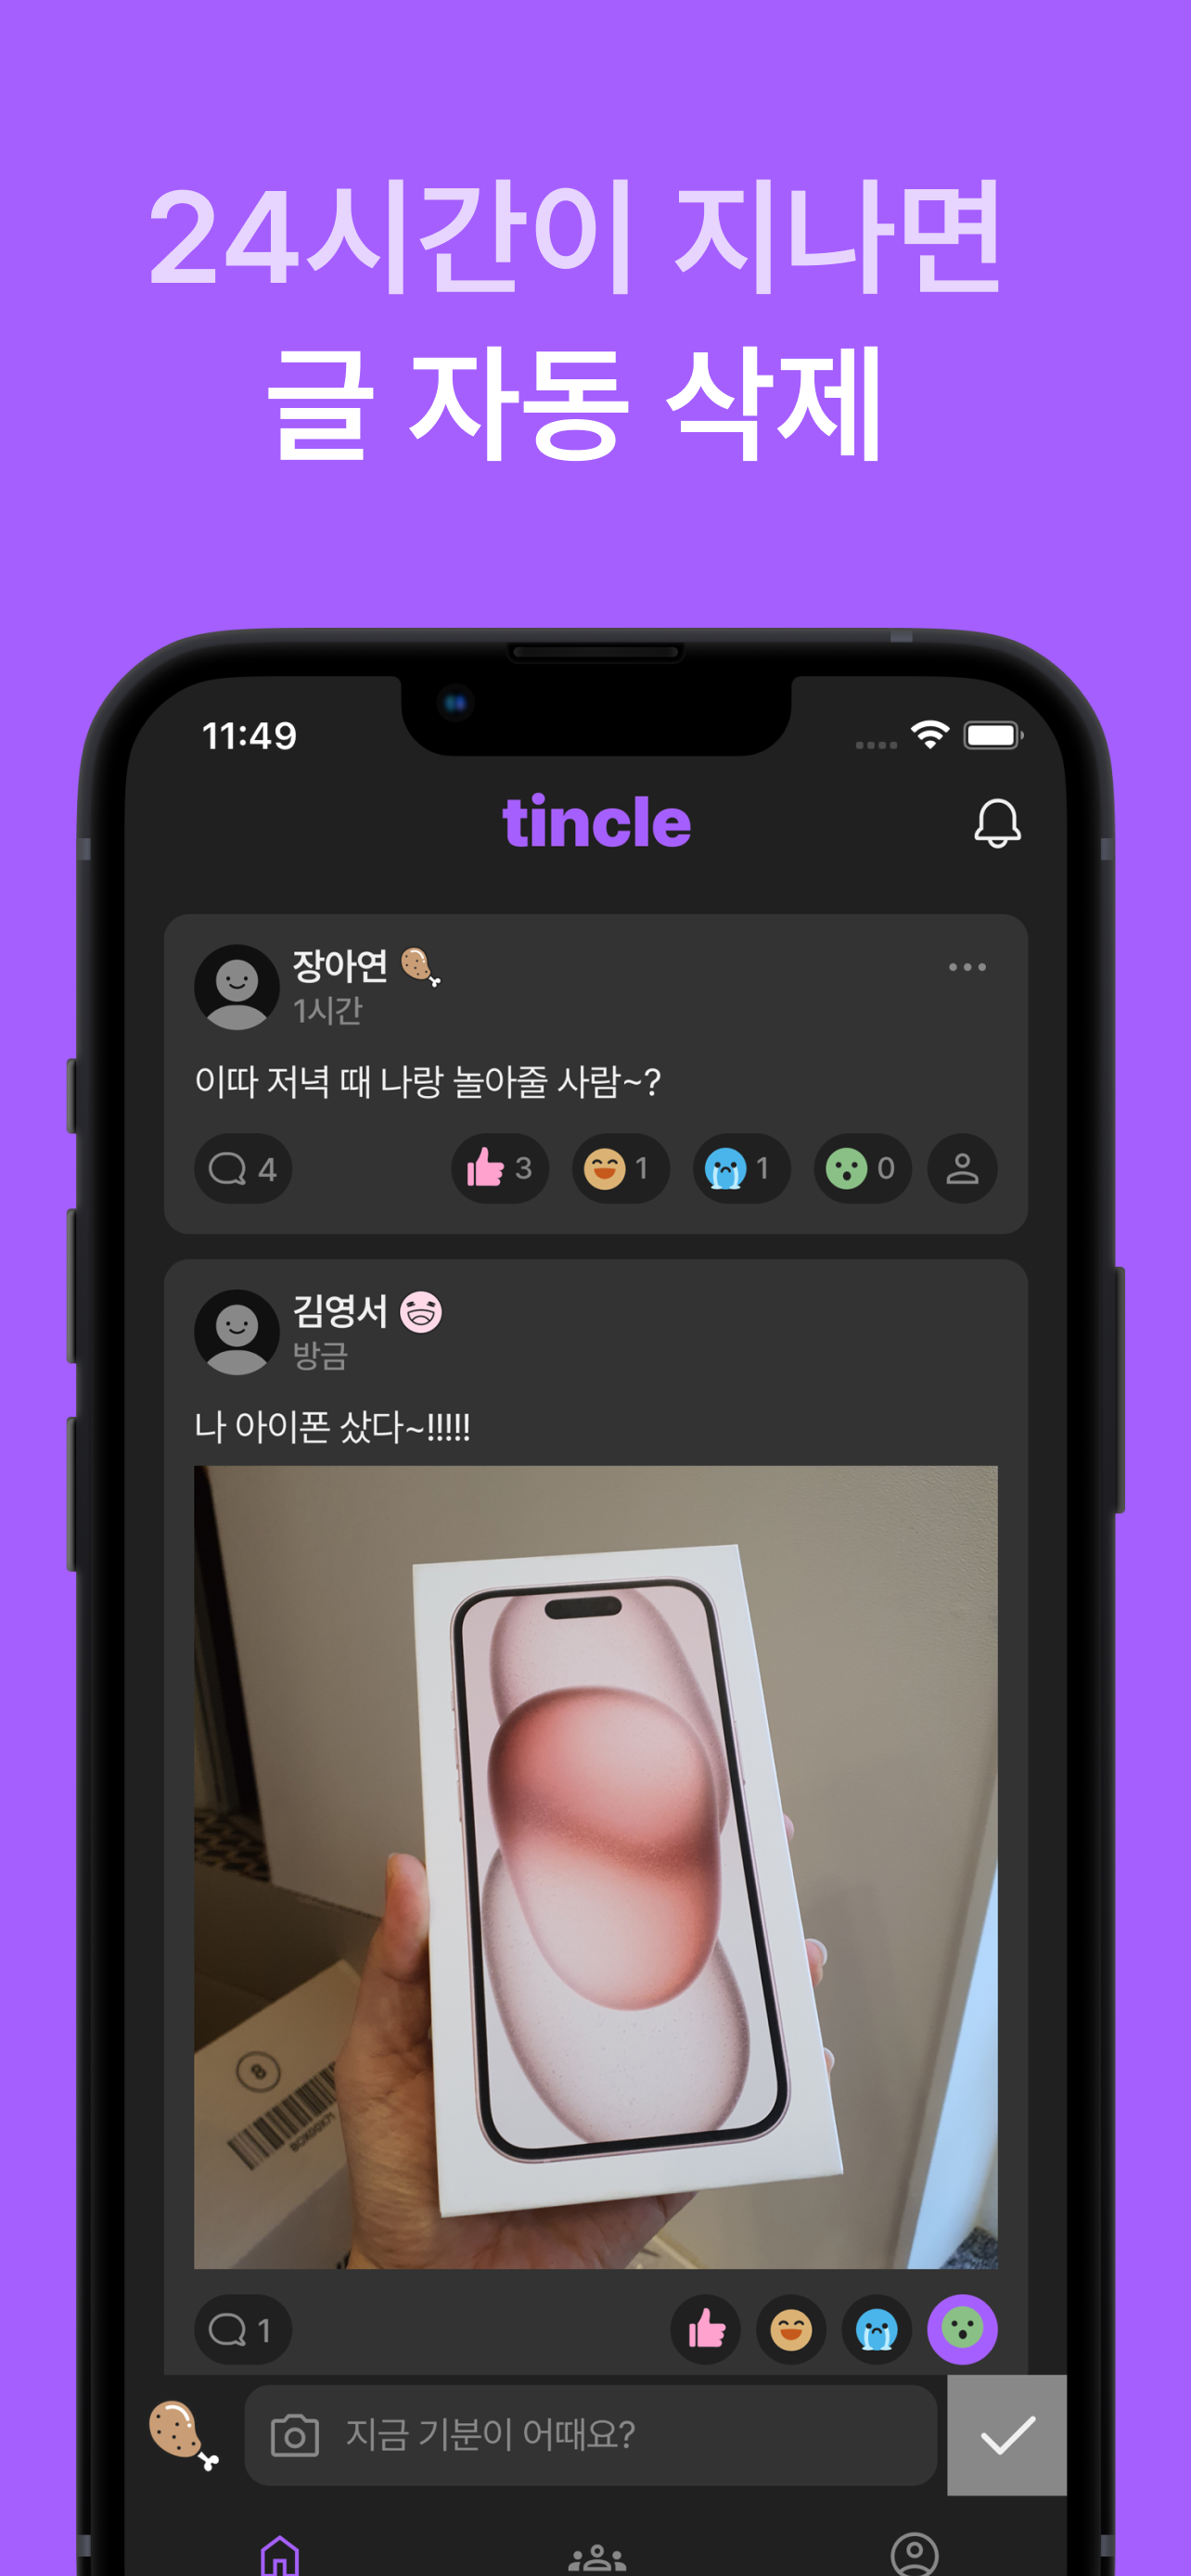 24시간이 지나면
글 자동 삭제
11:49
tincle
장아연
1시간
이따 저녁 때 나랑 놀아줄 사람~?
4
3
1
1
0
김영서
방금
나 아이폰 샀다~!!!!!
8
1
지금 기분이 어때요?